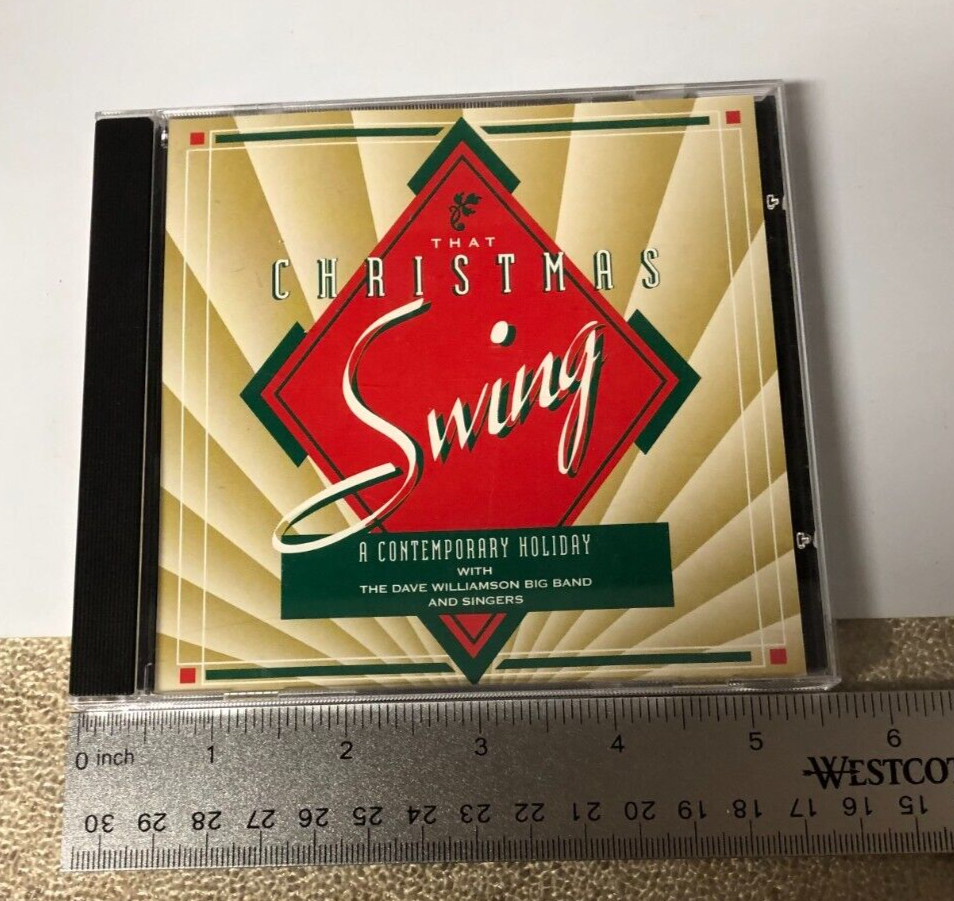 THAT
CHRISTMAS
Swing
A CONTEMPORARY HOLIDAY
WITH
THE DAVE WILLIAMSON BIG BAND
AND SINGERS
0 inch 1 2 3 4 5 6
WESTCO
30 29 28 27 26 25 24 23 22 21 20 19 18 17 16 15